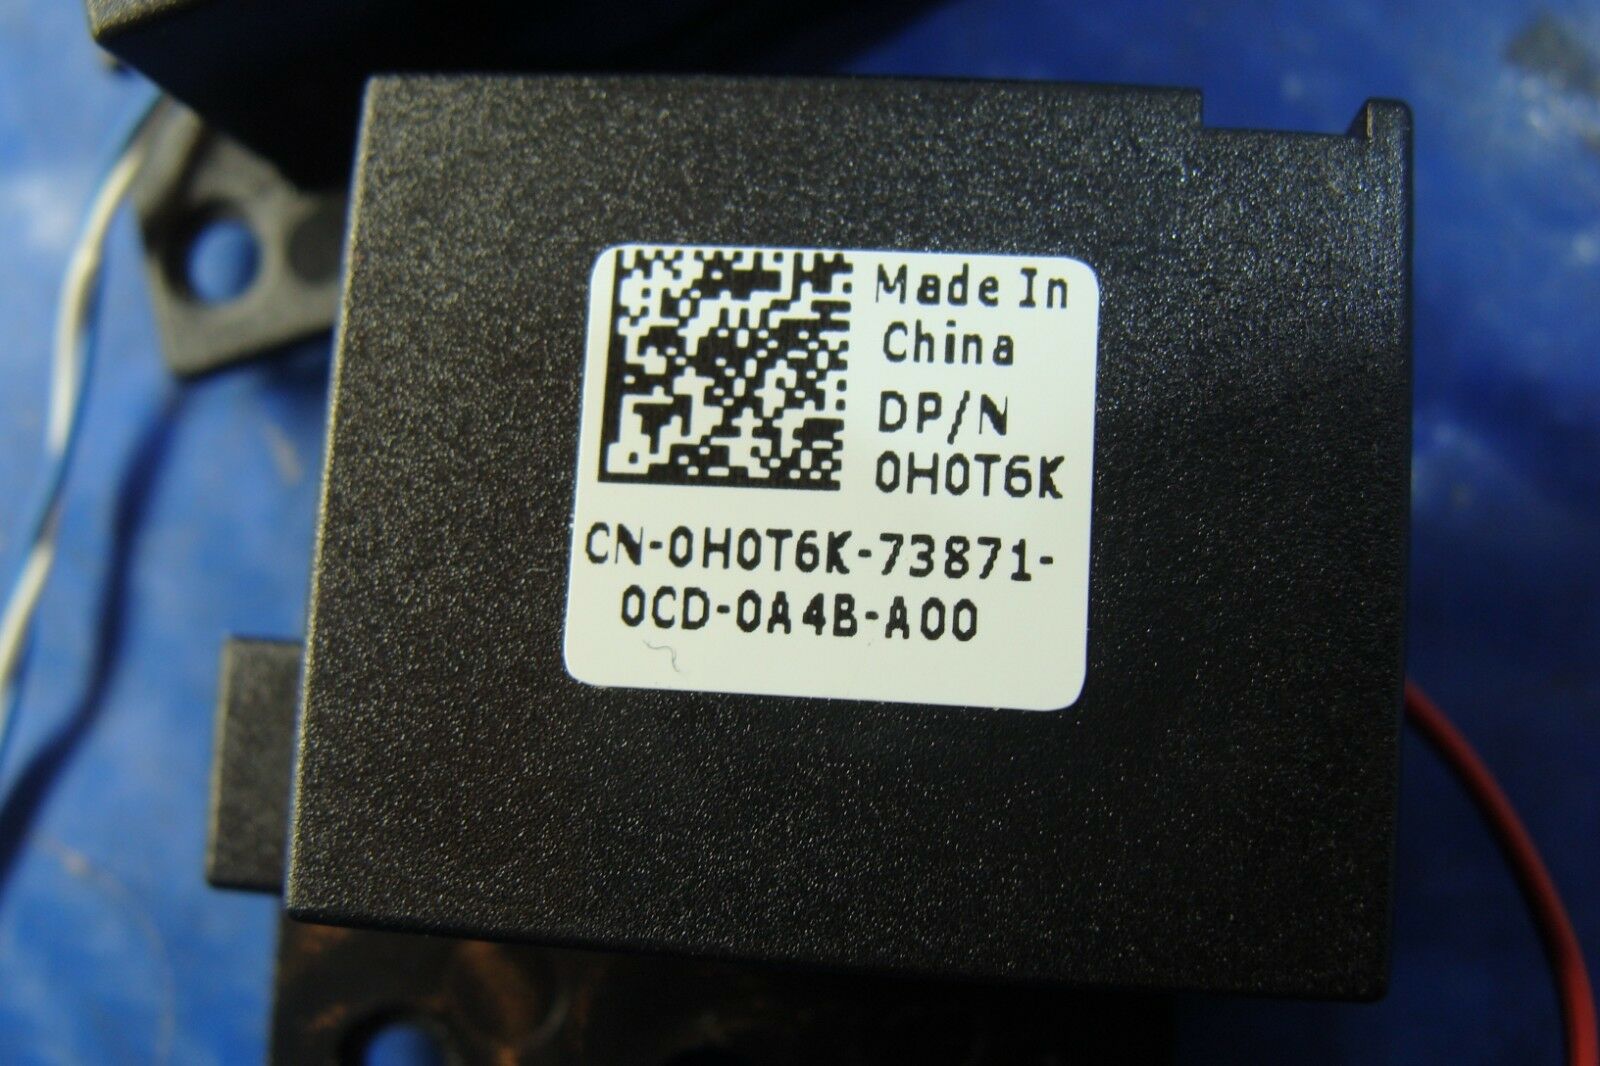 Made In
China
DP/N
0H0T6K
CN-0H0T6K-73871-
0CD-0A4B-A00